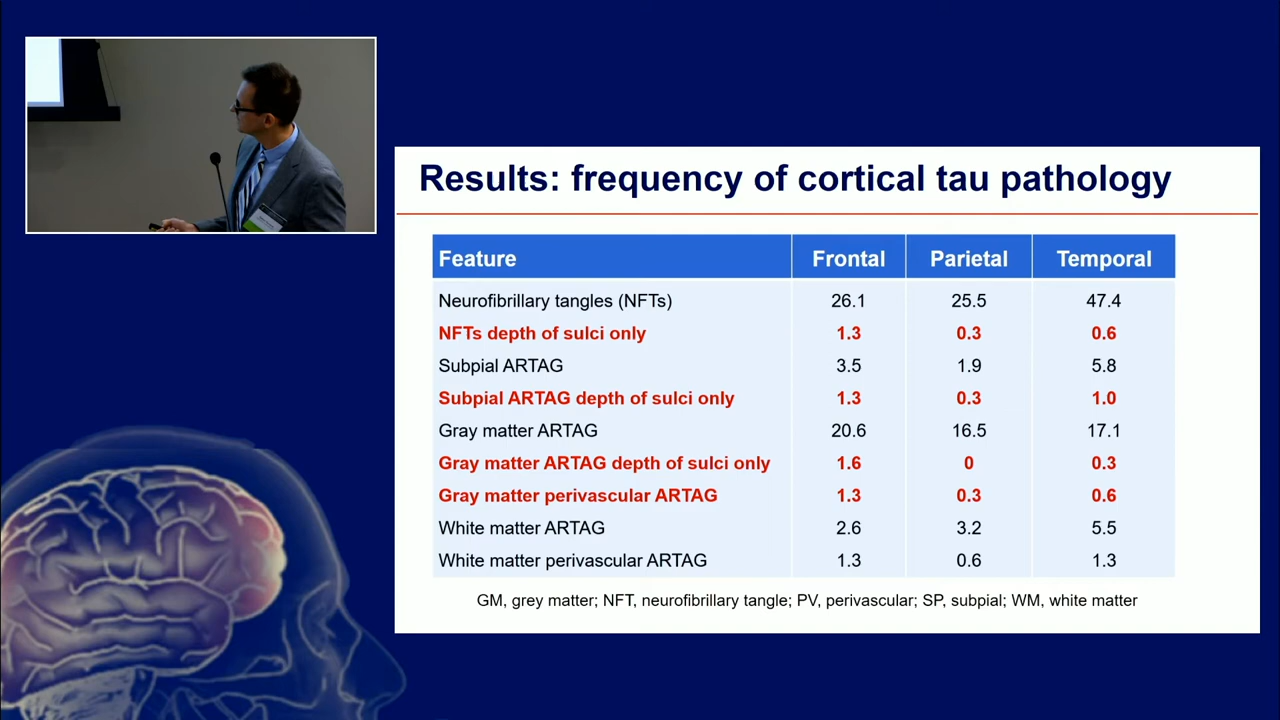 Results: frequency of cortical tau pathology
Feature Frontal Parietal Temporal
Neurofibrillary tangles (NFTs) 26.1 25.5 47.4
NFTs depth of sulci only 1.3 0.3 0.6
Subpial ARTAG 3.5 1.9 5.8
Subpial ARTAG depth of sulci only 1.3 0.3 1.0
Gray matter ARTAG 20.6 16.5 17.1
Gray matter ARTAG depth of sulci only 1.6 0 0.3
Gray matter perivascular ARTAG 1.3 0.3 0.6
White matter ARTAG 2.6 3.2 5.5
White matter perivascular ARTAG 1.3 0.6 1.3
GM, grey matter; NFT, neurofibrillary tangle; PV, perivascular; SP, subpial; WM, white matter